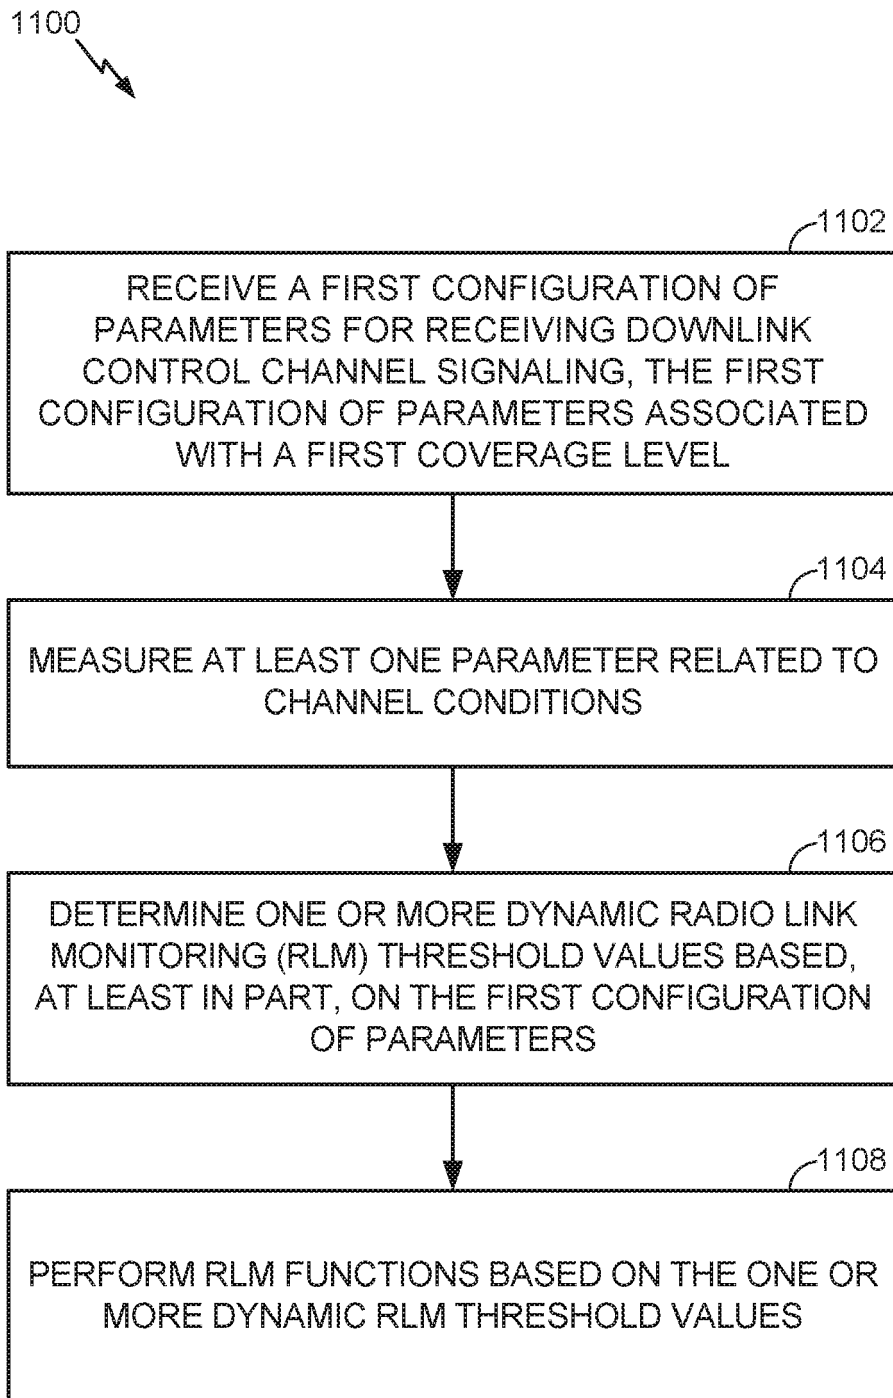 1100
1102
RECEIVE A FIRST CONFIGURATION OF
PARAMETERS FOR RECEIVING DOWNLINK
CONTROL CHANNEL SIGNALING, THE FIRST
CONFIGURATION OF PARAMETERS ASSOCIATED
WITH A FIRST COVERAGE LEVEL
1104
MEASURE AT LEAST ONE PARAMETER RELATED TO
CHANNEL CONDITIONS
1106
DETERMINE ONE OR MORE DYNAMIC RADIO LINK
MONITORING (RLM) THRESHOLD VALUES BASED,
AT LEAST IN PART, ON THE FIRST CONFIGURATION
OF PARAMETERS
1108
PERFORM RLM FUNCTIONS BASED ON THE ONE OR
MORE DYNAMIC RLM THRESHOLD VALUES